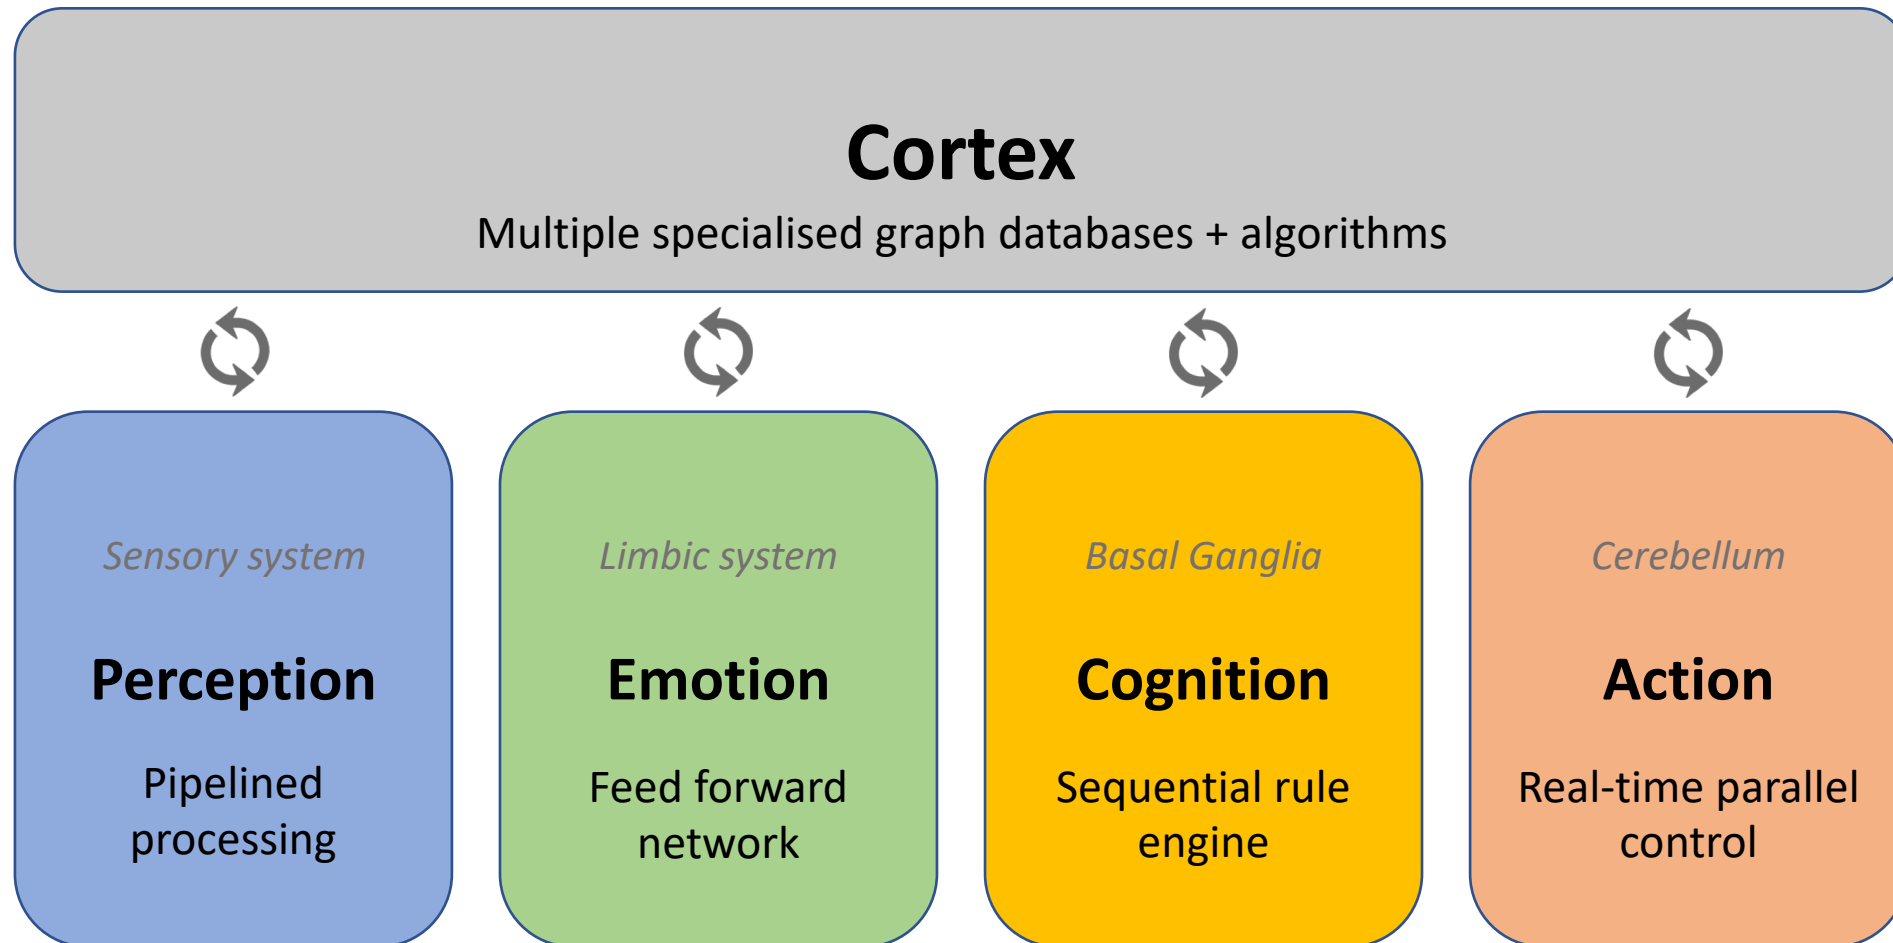 Cortex
Multiple specialised graph databases + algorithms
Sensory system
Perception
Pipelined
processing
Limbic system
Emotion
Feed forward
network
Basal Ganglia
Cognition
Sequential rule
engine
Cerebellum
Action
Real-time parallel
control